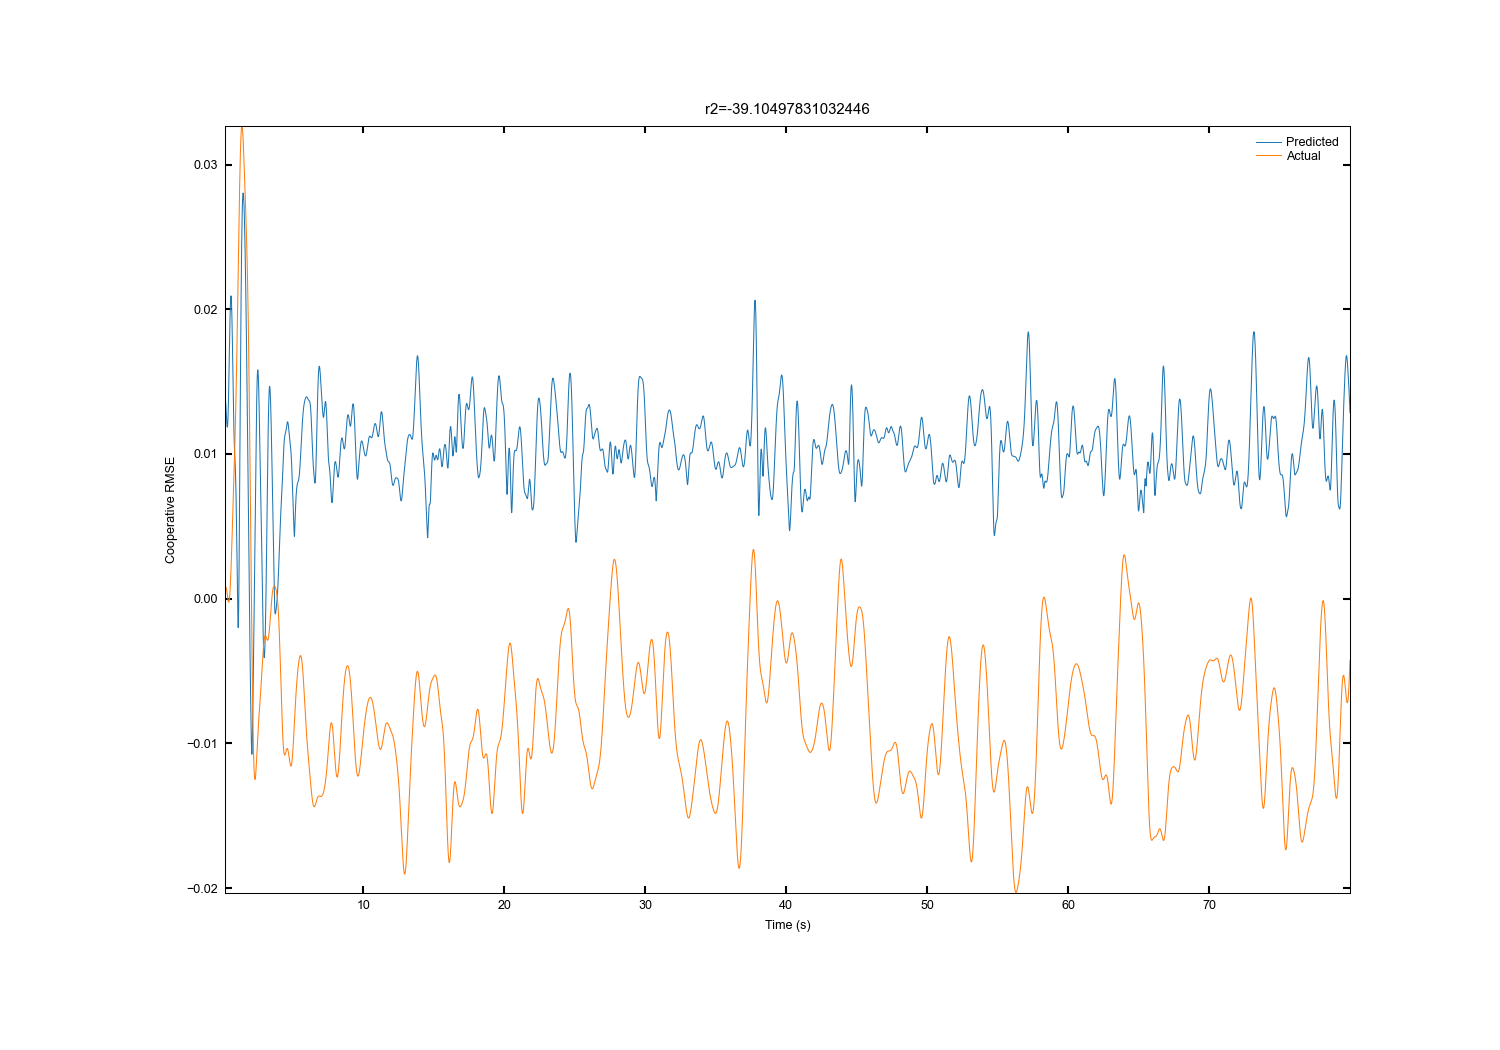 r2=-39.10497831032446
Predicted
Actual
0.03
0.02
0.01
0.00
−0.01
−0.02
Cooperative RMSE
10 20 30 40 50 60 70
Time (s)